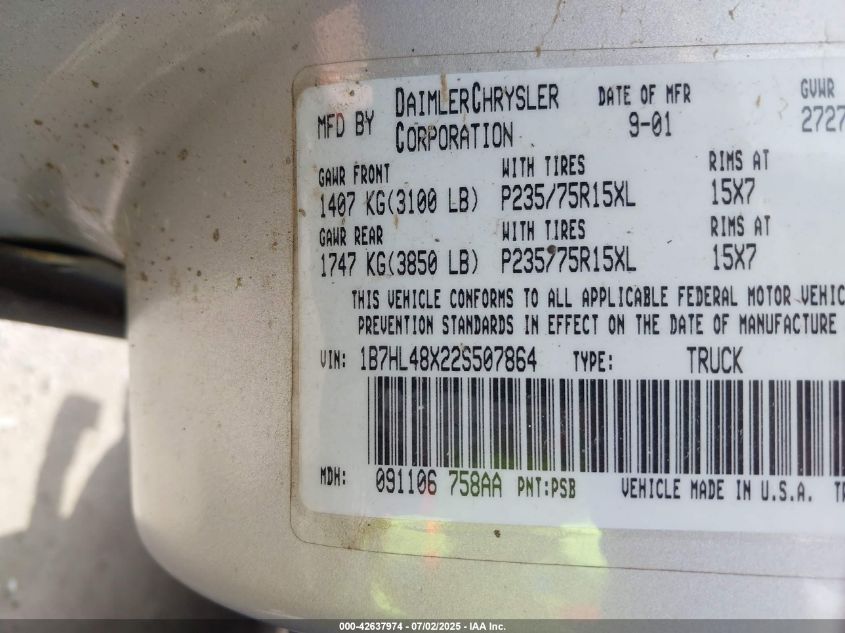 MFD BY DAIMLERCHRYSLER CORPORATION DATE OF MFR 9-01 GVWR 2727
GAWR FRONT WITH TIRES RIMS AT
1407 KG(3100 LB) P235/75R15XL 15X7
GAWR REAR WITH TIRES RIMS AT
1747 KG(3850 LB) P235/75R15XL 15X7
THIS VEHICLE CONFORMS TO ALL APPLICABLE FEDERAL MOTOR VEHIC
PREVENTION STANDARDS IN EFFECT ON THE DATE OF MANUFACTURE
VIN: 1B7HL48X22S507864 TYPE: TRUCK
MDH: 091106 758AA PNT:PSB VEHICLE MADE IN U.S.A.
000-42637974 - 07/02/2025 - IAA Inc.